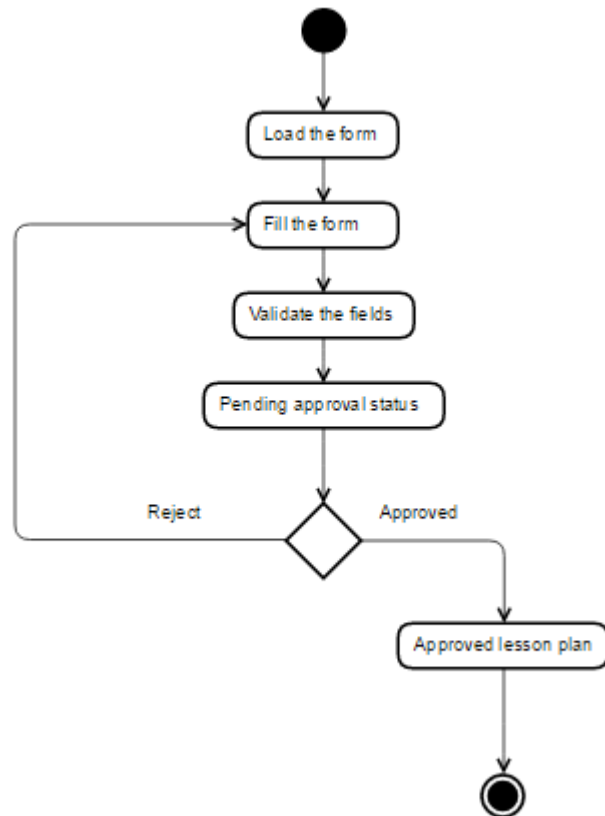 Load the form
Fill the form
Validate the fields
Pending approval status
Reject
Approved
Approved lesson plan